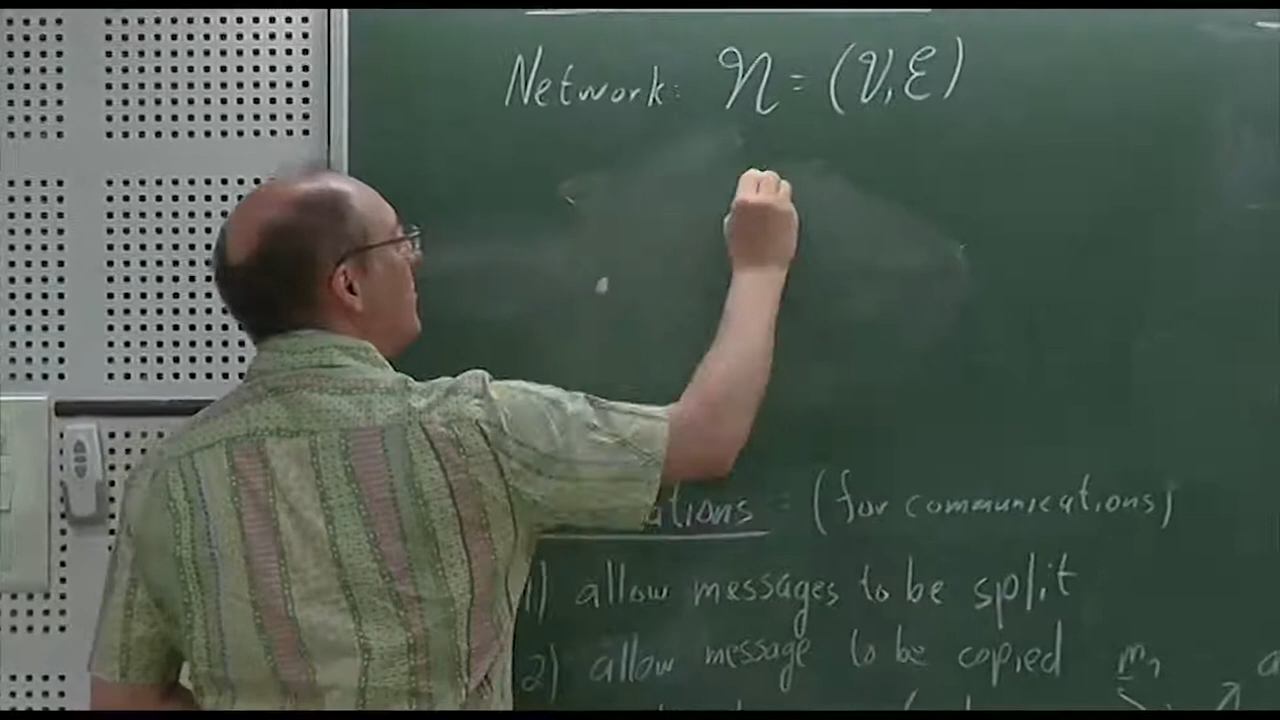 Network: 𝒩 = (𝒱, ℰ)
ations = (for communications)
1) allow messages to be split
2) allow message to be copied m1